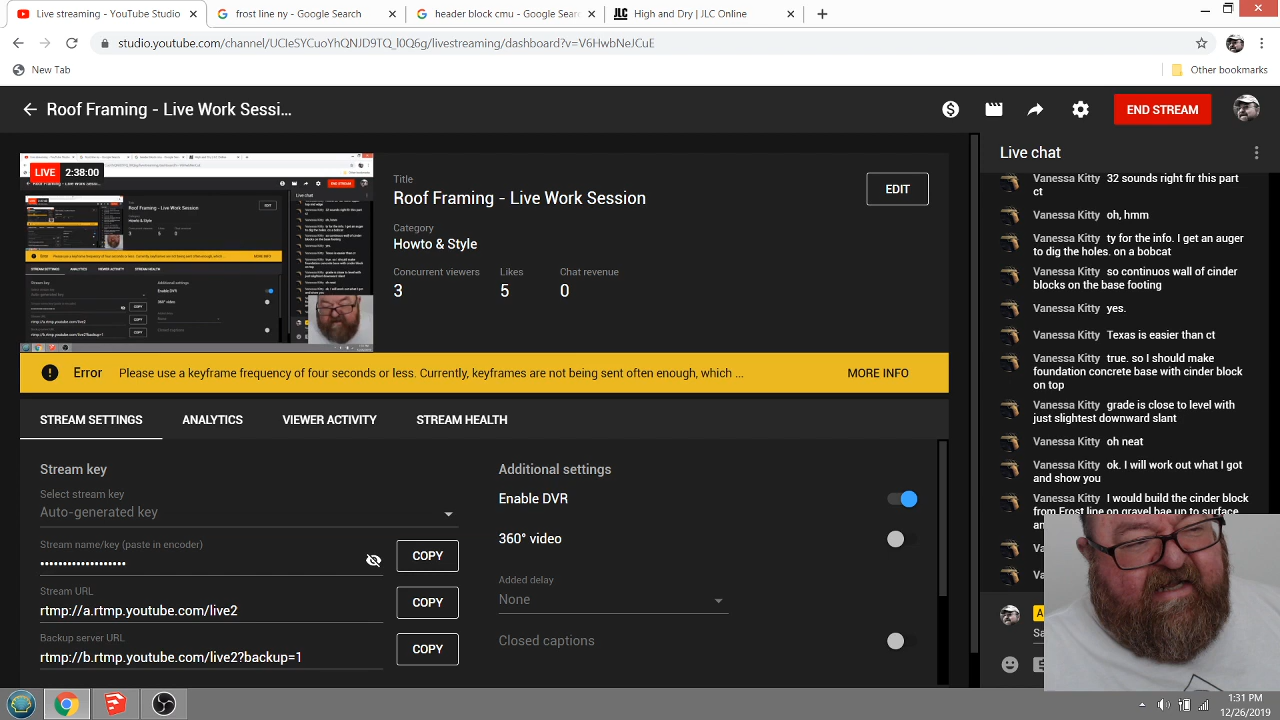 Live streaming - YouTube Studio
frost line ny - Google Search
header block cmu - Google Searc
JLC High and Dry | JLC Online
studio.youtube.com/channel/UCIeSYCuoYhQNJD9TQ_I0Q6g/livestreaming/dashboard?v=V6HwbNeJCuE
New Tab
Other bookmarks
Roof Framing - Live Work Sessi...
END STREAM
LIVE 2:38:00
Title
Roof Framing - Live Work Session
EDIT
Category
Howto & Style
Concurrent viewers
Likes
Chat revenue
3
5
0
Error Please use a keyframe frequency of four seconds or less. Currently, keyframes are not being sent often enough, which ...
MORE INFO
STREAM SETTINGS
ANALYTICS
VIEWER ACTIVITY
STREAM HEALTH
Stream key
Select stream key
Auto-generated key
Stream name/key (paste in encoder)
COPY
Stream URL
rtmp://a.rtmp.youtube.com/live2
COPY
Backup server URL
rtmp://b.rtmp.youtube.com/live2?backup=1
COPY
Additional settings
Enable DVR
360° video
Added delay
None
Closed captions
Live chat
Vanessa Kitty 32 sounds right fir this part
ct
Vanessa Kitty oh, hmm
Vanessa Kitty ty for the info. I got an auger
to dig the holes on a bobcat
Vanessa Kitty so continuous wall of cinder
blocks on the base footing
Vanessa Kitty yes.
Vanessa Kitty Texas is easier than ct
Vanessa Kitty true. so I should make
foundation concrete base with cinder block
on top
Vanessa Kitty grade is close to level with
just slightest downward slant
Vanessa Kitty oh neat
Vanessa Kitty ok. I will work out what I got
and show you
Vanessa Kitty I would build the cinder block
from Frost line on gravel bae up to surface
1:31 PM
12/26/2019